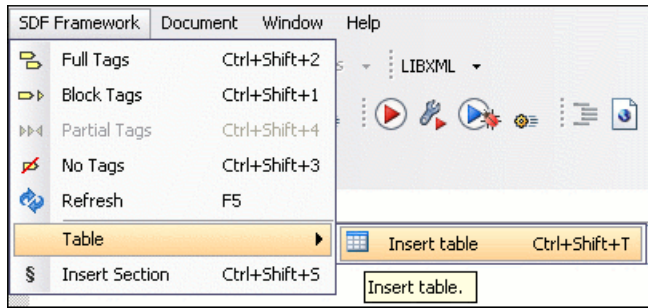 SDF Framework Document Window Help
Full Tags Ctrl+Shift+2
LIBXML
Block Tags Ctrl+Shift+1
Partial Tags Ctrl+Shift+4
No Tags Ctrl+Shift+3
Refresh F5
Table
Insert table Ctrl+Shift+T
§ Insert Section Ctrl+Shift+S
Insert table.